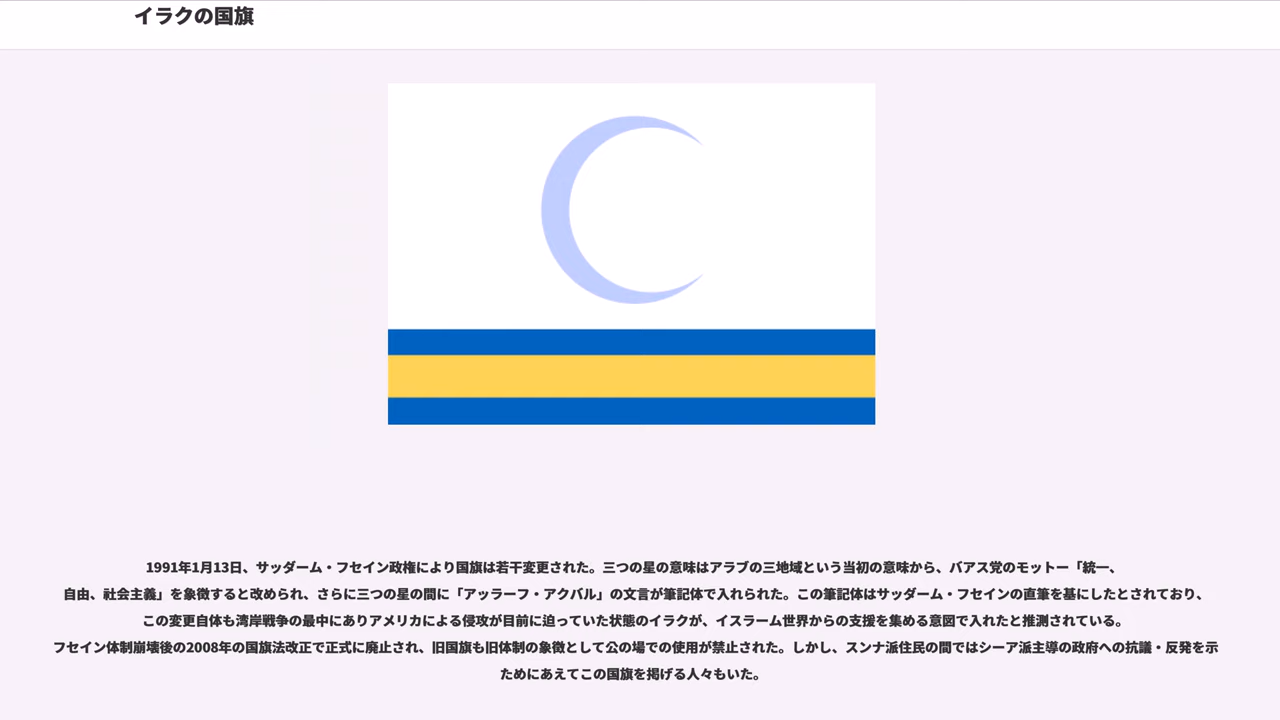 イラクの国旗
1991年1月13日、サッダーム・フセイン政権により国旗は若干変更された。三つの星の意味はアラブの三地域という当初の意味から、バアス党のモットー「統一、
自由、社会主義」を象徴すると改められ、さらに三つの星の間に「アッラーフ・アクバル」の文言が筆記体で入れられた。この筆記体はサッダーム・フセインの直筆を基にしたとされており、
この変更自体も湾岸戦争の最中にありアメリカによる侵攻が目前に迫っていた状態のイラクが、イスラーム世界からの支援を集める意図で入れたと推測されている。
フセイン体制崩壊後の2008年の国旗法改正で正式に廃止され、旧国旗も旧体制の象徴として公の場での使用が禁止された。しかし、スンナ派住民の間ではシーア派主導の政府への抗議・反発を示
ためにあえてこの国旗を掲げる人々もいた。